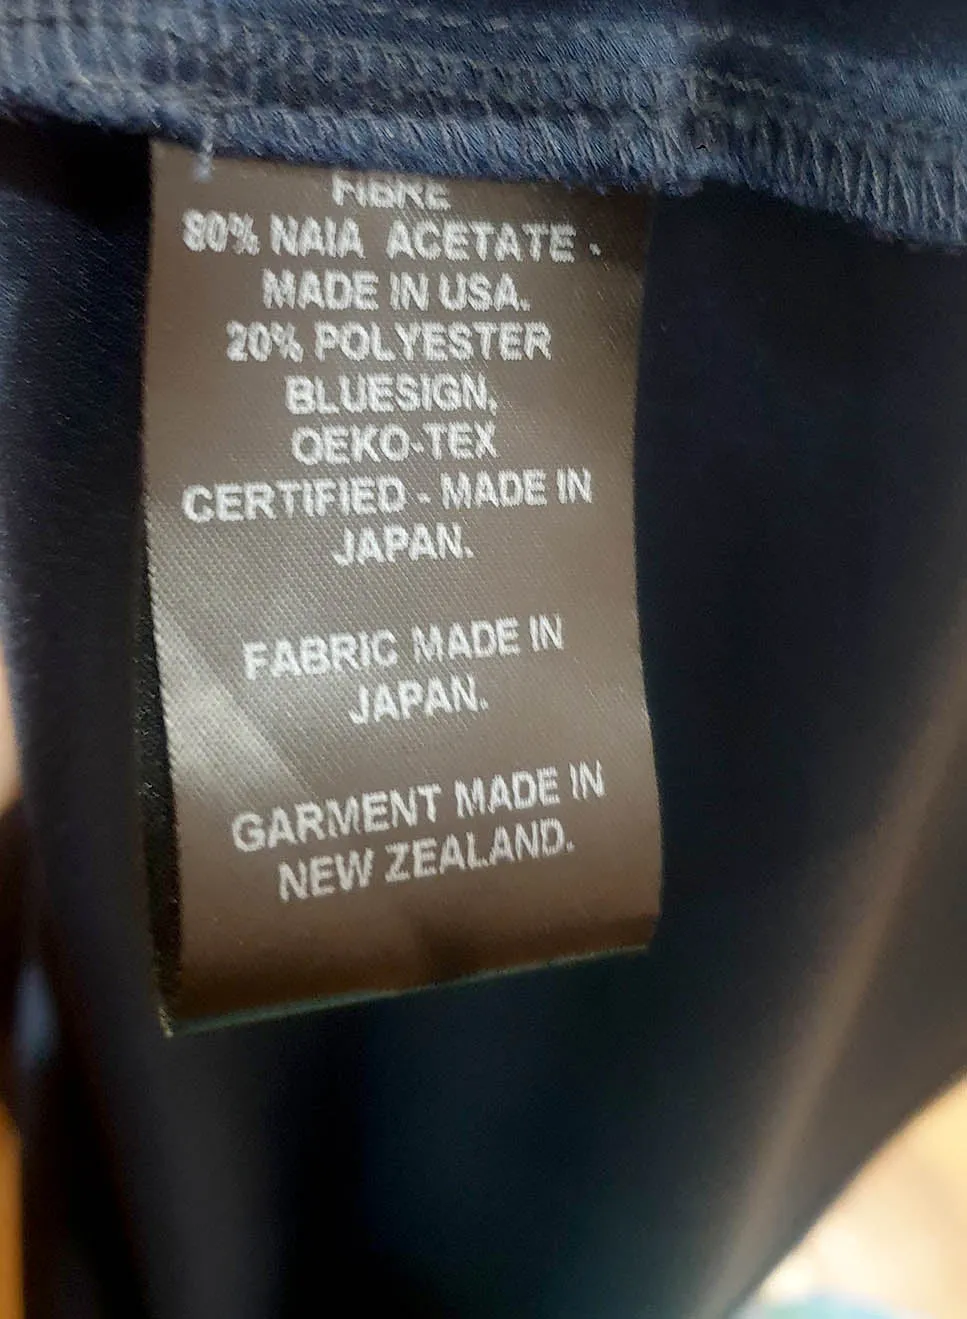 FIBRE
80% NAIA ACETATE -
MADE IN USA.
20% POLYESTER
BLUESIGN,
OEKO-TEX
CERTIFIED - MADE IN
JAPAN.
FABRIC MADE IN
JAPAN.
GARMENT MADE IN
NEW ZEALAND.